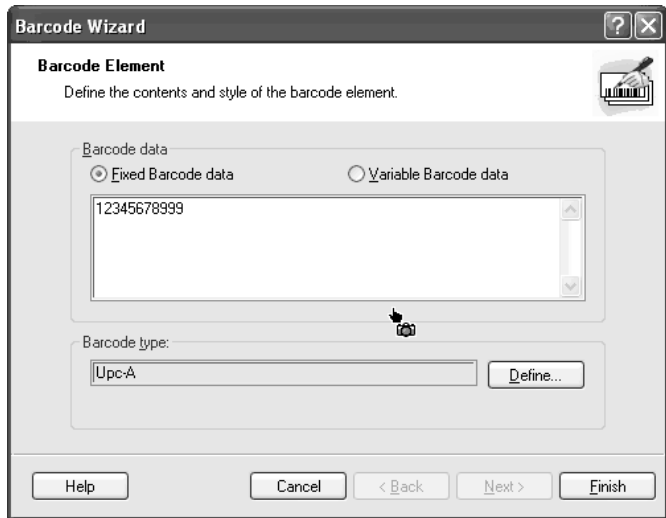 Barcode Wizard
Barcode Element
Define the contents and style of the barcode element.
Barcode data
Fixed Barcode data Variable Barcode data
12345678999
Barcode type:
Upc-A Define...
Help Cancel < Back Next > Finish